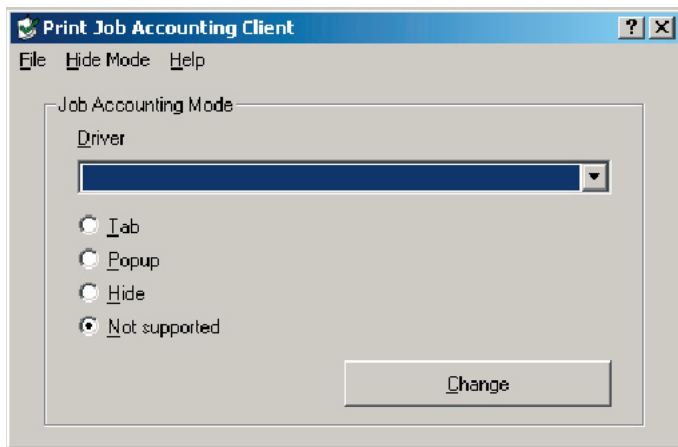 Print Job Accounting Client
File Hide Mode Help
Job Accounting Mode
Driver
Tab
Popup
Hide
Not supported
Change